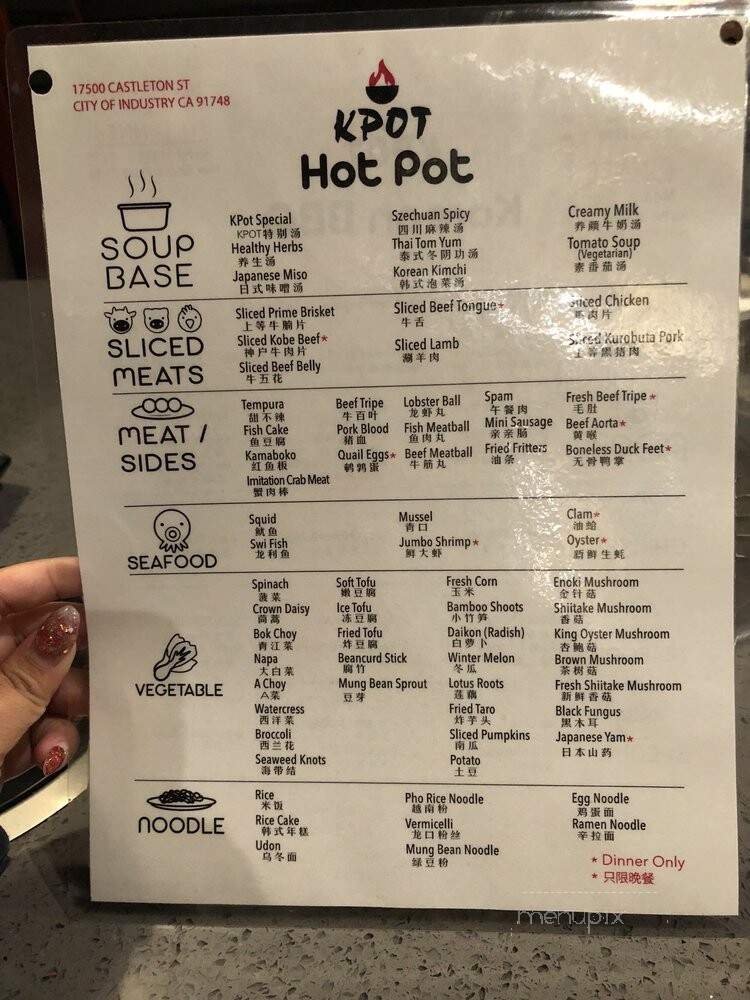 17500 CASTLETON ST
CITY OF INDUSTRY CA 91748
KPOT
Hot Pot
SOUP
BASE
KPot Special
KPOT特别汤
Healthy Herbs
养生汤
Japanese Miso
日式味噌汤
Szechuan Spicy
四川麻辣汤
Thai Tom Yum
泰式冬阴功汤
Korean Kimchi
韩式泡菜汤
Creamy Milk
养颜牛奶汤
Tomato Soup
(Vegetarian)
素番茄汤
SLICED
MEATS
Sliced Prime Brisket
上等牛腩片
Sliced Kobe Beef*
神户牛肉片
Sliced Beef Belly
牛五花
Sliced Beef Tongue*
牛舌
Sliced Lamb
涮羊肉
Sliced Chicken
肉片
Sliced Kurobuta Pork
上等黑猪肉
MEAT /
SIDES
Tempura
甜不辣
Fish Cake
鱼豆腐
Kamaboko
红鱼板
Imitation Crab Meat
蟹肉棒
Beef Tripe
牛百叶
Pork Blood
猪血
Quail Eggs*
鹌鹑蛋
Lobster Ball
龙虾丸
Fish Meatball
鱼肉丸
Beef Meatball
牛筋丸
Spam
午餐肉
Mini Sausage
亲亲肠
Fried Fritters
油条
Fresh Beef Tripe *
毛肚
Beef Aorta*
黄喉
Boneless Duck Feet*
无骨鸭掌
SEAFOOD
Squid
鱿鱼
Swi Fish
龙利鱼
Mussel
青口
Jumbo Shrimp*
鲜大虾
Clam*
油蛤
Oyster*
新鲜生蚝
VEGETABLE
Spinach
菠菜
Crown Daisy
茼蒿
Bok Choy
青江菜
Napa
大白菜
A Choy
A菜
Watercress
西洋菜
Broccoli
西兰花
Seaweed Knots
海带结
Soft Tofu
嫩豆腐
Ice Tofu
冻豆腐
Fried Tofu
炸豆腐
Beancurd Stick
腐竹
Mung Bean Sprout
豆芽
Fresh Corn
玉米
Bamboo Shoots
小竹笋
Daikon (Radish)
白萝卜
Winter Melon
冬瓜
Lotus Roots
莲藕
Fried Taro
炸芋头
Sliced Pumpkins
南瓜
Potato
土豆
Enoki Mushroom
金针菇
Shiitake Mushroom
香菇
King Oyster Mushroom
杏鲍菇
Brown Mushroom
茶树菇
Fresh Shiitake Mushroom
新鲜香菇
Black Fungus
黑木耳
Japanese Yam*
日本山药
NOODLE
Rice
米饭
Rice Cake
韩式年糕
Udon
乌冬面
Pho Rice Noodle
越南粉
Vermicelli
龙口粉丝
Mung Bean Noodle
绿豆粉
Egg Noodle
鸡蛋面
Ramen Noodle
辛拉面
* Dinner Only
* 只限晚餐
menupix